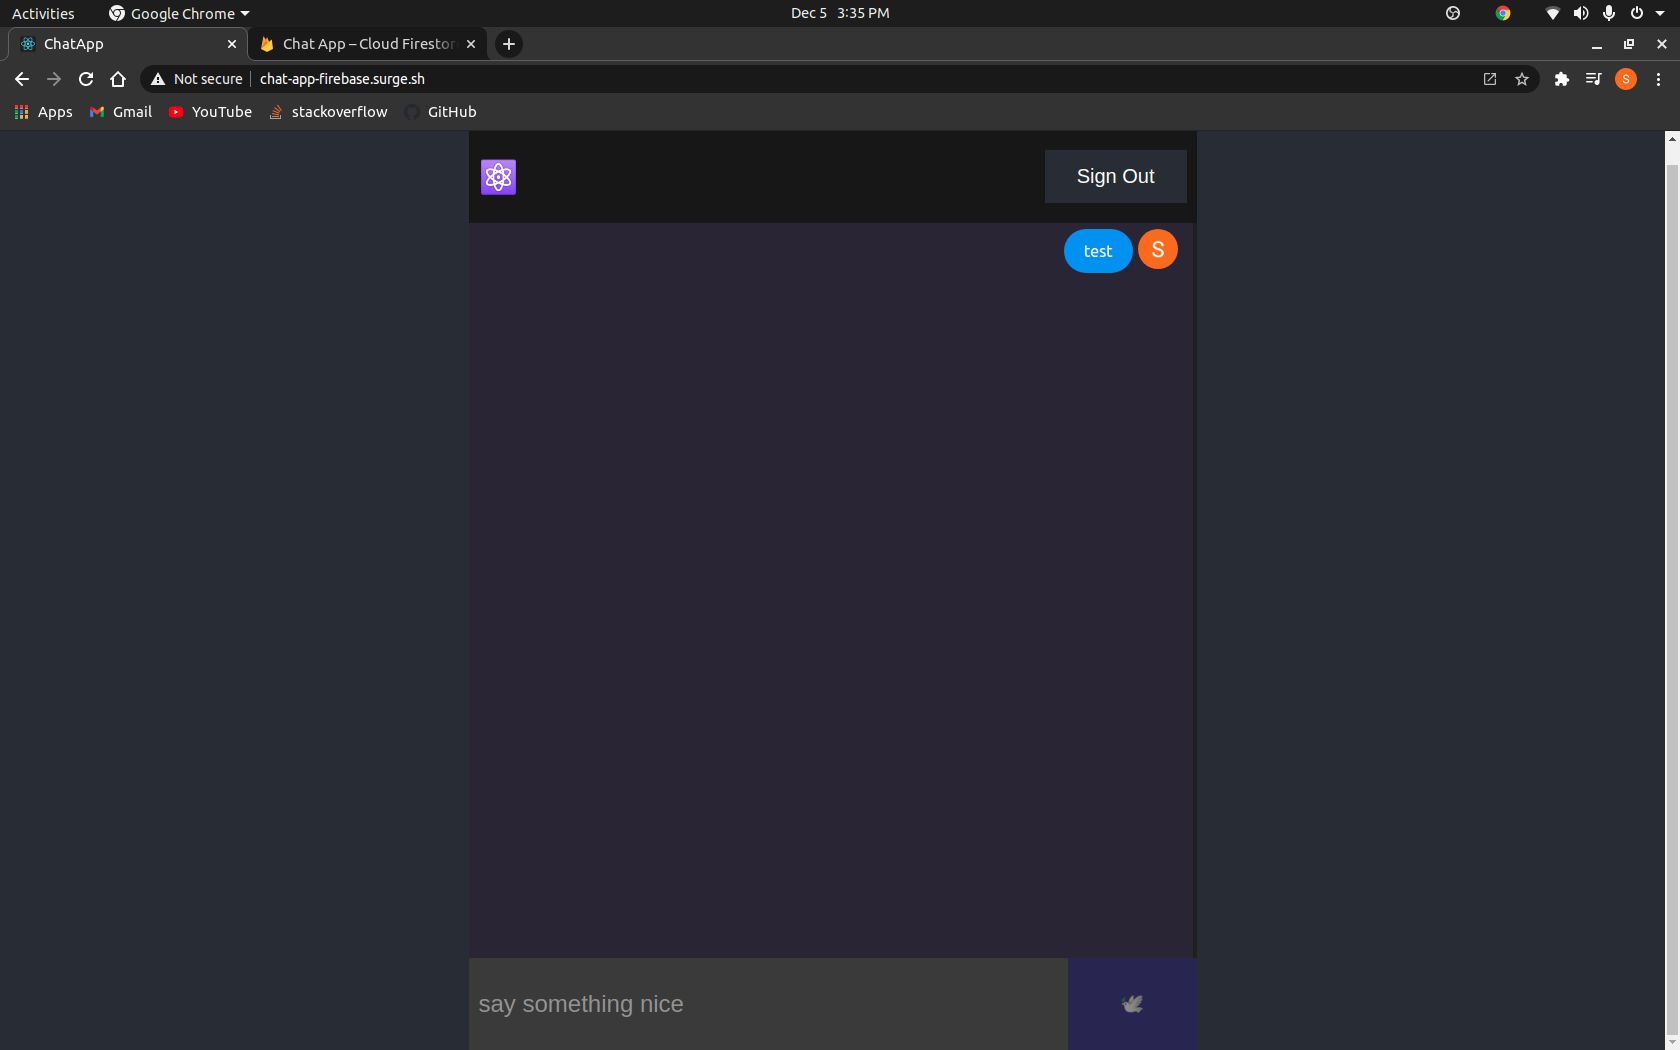 Activities Google Chrome Dec 5 3:35 PM
ChatApp Chat App – Cloud Firestor
Not secure chat-app-firebase.surge.sh S
Apps Gmail YouTube stackoverflow GitHub
Sign Out
test S
say something nice